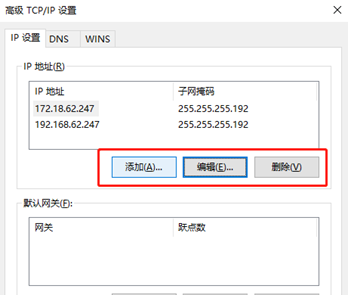 高级 TCP/IP 设置
IP 设置 DNS WINS
IP 地址(R)
IP 地址 子网掩码
172.18.62.247 255.255.255.192
192.168.62.247 255.255.255.192
添加(A)... 编辑(E)... 删除(V)
默认网关(F):
网关 跃点数